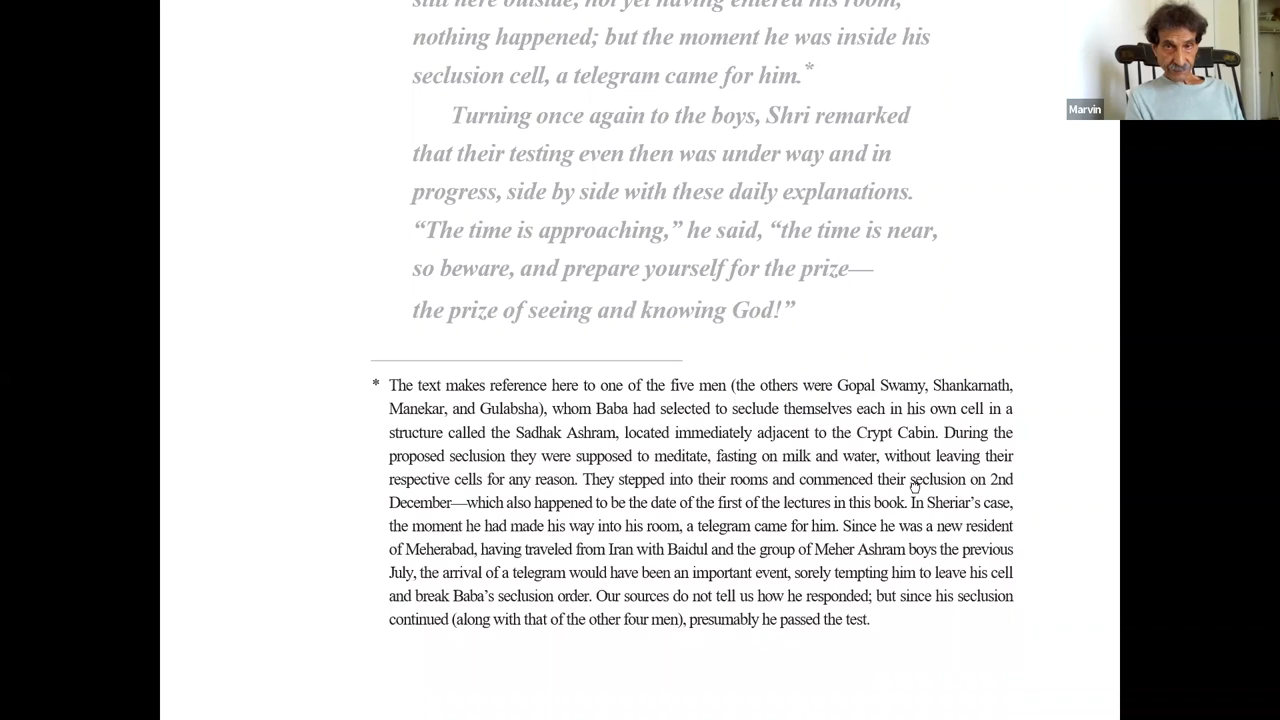 still here outside, not yet having entered his room,
nothing happened; but the moment he was inside his
seclusion cell, a telegram came for him.*
Turning once again to the boys, Shri remarked
that their testing even then was under way and in
progress, side by side with these daily explanations.
“The time is approaching,” he said, “the time is near,
so beware, and prepare yourself for the prize—
the prize of seeing and knowing God!”
* The text makes reference here to one of the five men (the others were Gopal Swamy, Shankarnath,
Manekar, and Gulabsha), whom Baba had selected to seclude themselves each in his own cell in a
structure called the Sadhak Ashram, located immediately adjacent to the Crypt Cabin. During the
proposed seclusion they were supposed to meditate, fasting on milk and water, without leaving their
respective cells for any reason. They stepped into their rooms and commenced their seclusion on 2nd
December—which also happened to be the date of the first of the lectures in this book. In Sheriar’s case,
the moment he had made his way into his room, a telegram came for him. Since he was a new resident
of Meherabad, having traveled from Iran with Baidul and the group of Meher Ashram boys the previous
July, the arrival of a telegram would have been an important event, sorely tempting him to leave his cell
and break Baba’s seclusion order. Our sources do not tell us how he responded; but since his seclusion
continued (along with that of the other four men), presumably he passed the test.
Marvin